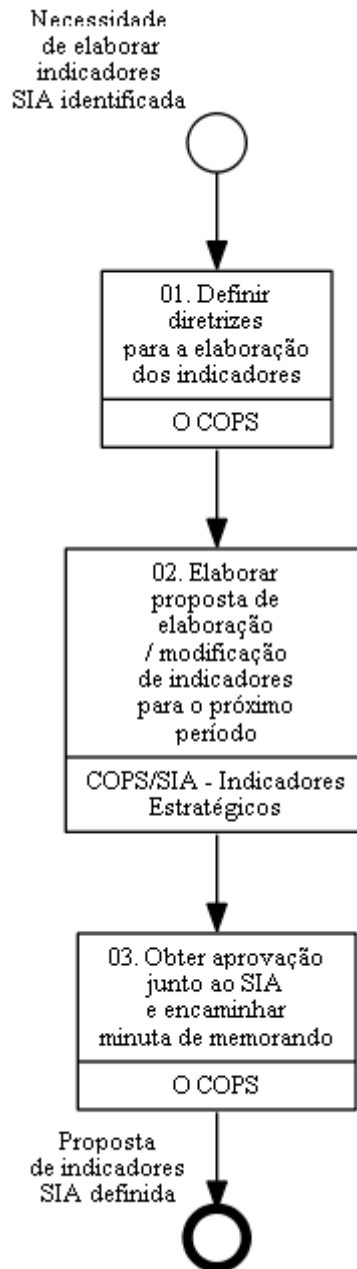 Necessidade
de elaborar
indicadores
SIA identificada
01. Definir
diretrizes
para a elaboração
dos indicadores
O COPS
02. Elaborar
proposta de
elaboração
/ modificação
de indicadores
para o próximo
período
COPS/SIA - Indicadores
Estratégicos
03. Obter aprovação
junto ao SIA
e encaminhar
minuta de memorando
O COPS
Proposta
de indicadores
SIA definida